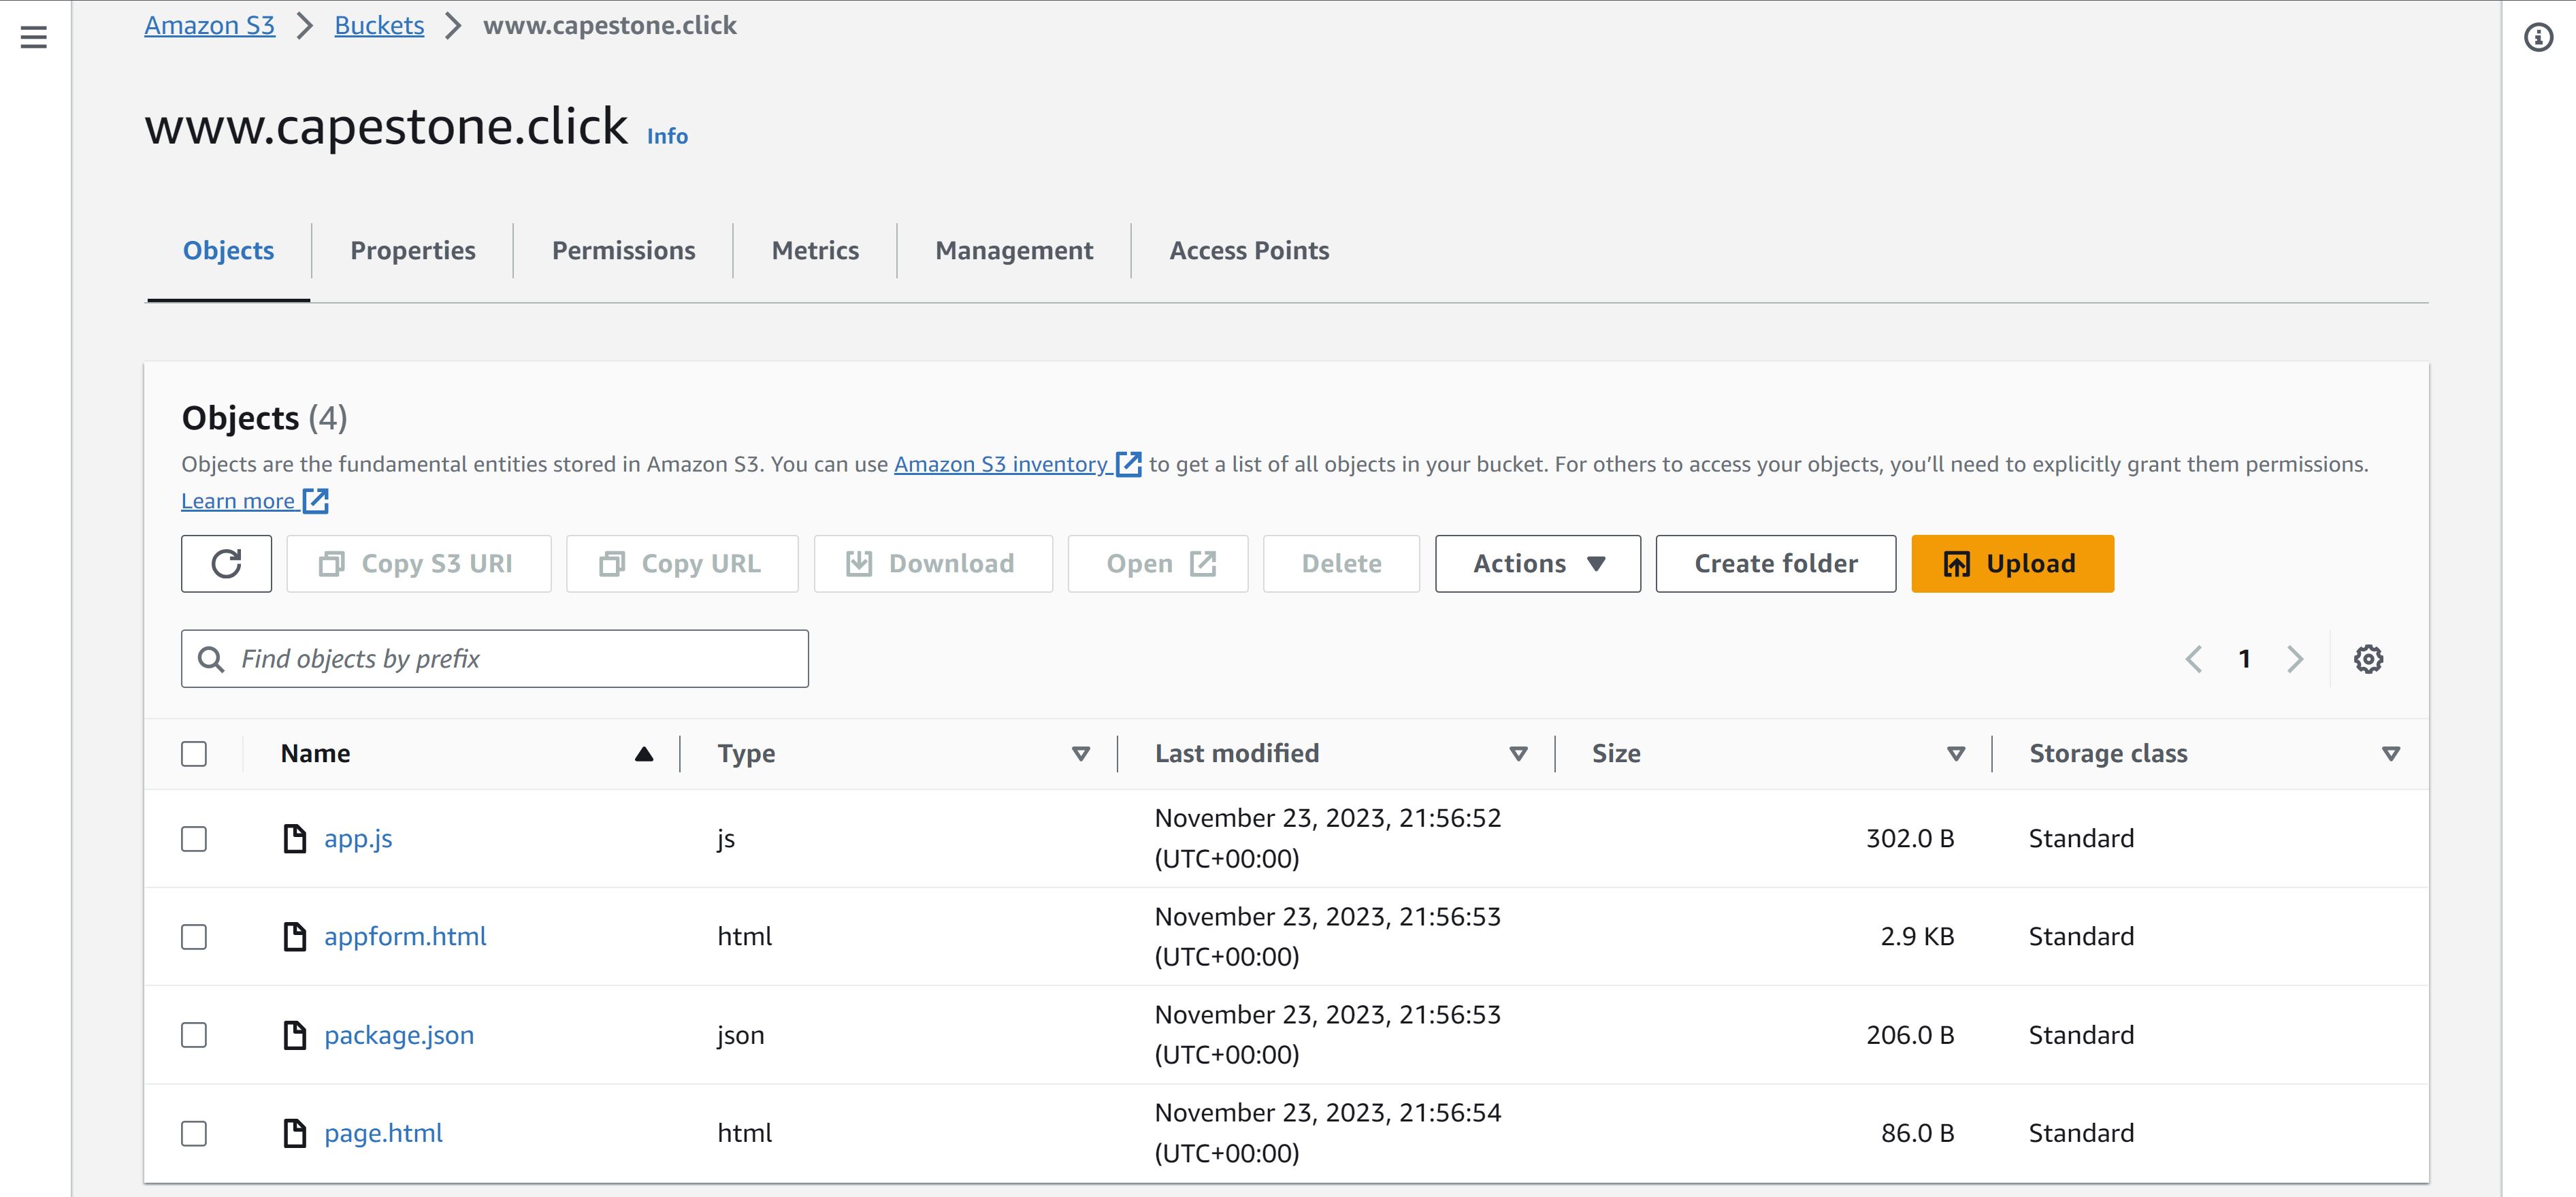 Amazon S3 > Buckets > www.capestone.click
www.capestone.click Info
Objects Properties Permissions Metrics Management Access Points
Objects (4)
Objects are the fundamental entities stored in Amazon S3. You can use Amazon S3 inventory to get a list of all objects in your bucket. For others to access your objects, you’ll need to explicitly grant them permissions.
Learn more
Copy S3 URI Copy URL Download Open Delete Actions Create folder Upload
Find objects by prefix 1
Name Type Last modified Size Storage class
app.js js November 23, 2023, 21:56:52 (UTC+00:00) 302.0 B Standard
appform.html html November 23, 2023, 21:56:53 (UTC+00:00) 2.9 KB Standard
package.json json November 23, 2023, 21:56:53 (UTC+00:00) 206.0 B Standard
page.html html November 23, 2023, 21:56:54 (UTC+00:00) 86.0 B Standard